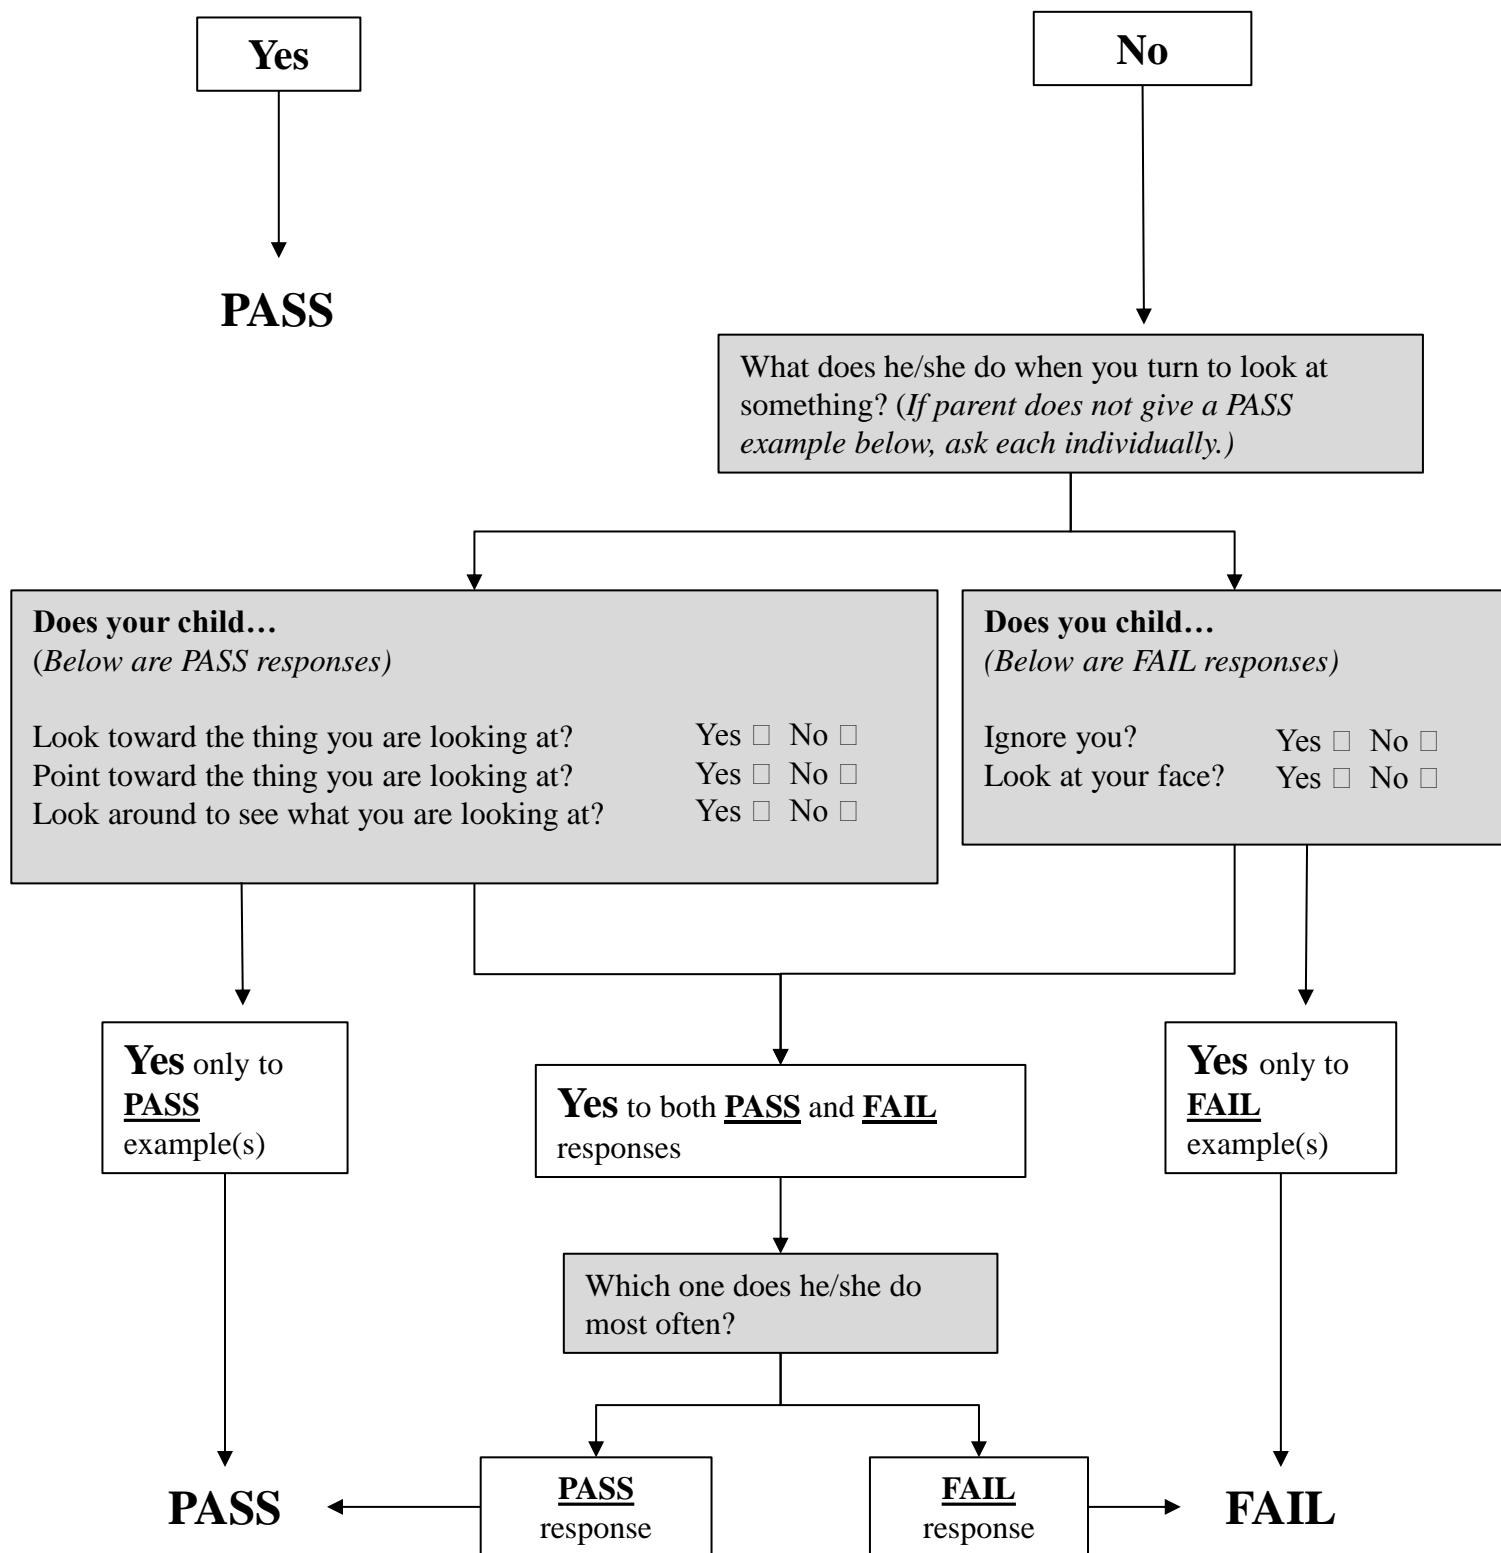 Yes
No
PASS
What does he/she do when you turn to look at
something? (If parent does not give a PASS
example below, ask each individually.)
Does your child…
(Below are PASS responses)
Look toward the thing you are looking at? Yes □ No □
Point toward the thing you are looking at? Yes □ No □
Look around to see what you are looking at? Yes □ No □
Does you child…
(Below are FAIL responses)
Ignore you? Yes □ No □
Look at your face? Yes □ No □
Yes only to
PASS
example(s)
Yes to both PASS and FAIL
responses
Yes only to
FAIL
example(s)
Which one does he/she do
most often?
PASS
PASS
response
FAIL
response
FAIL